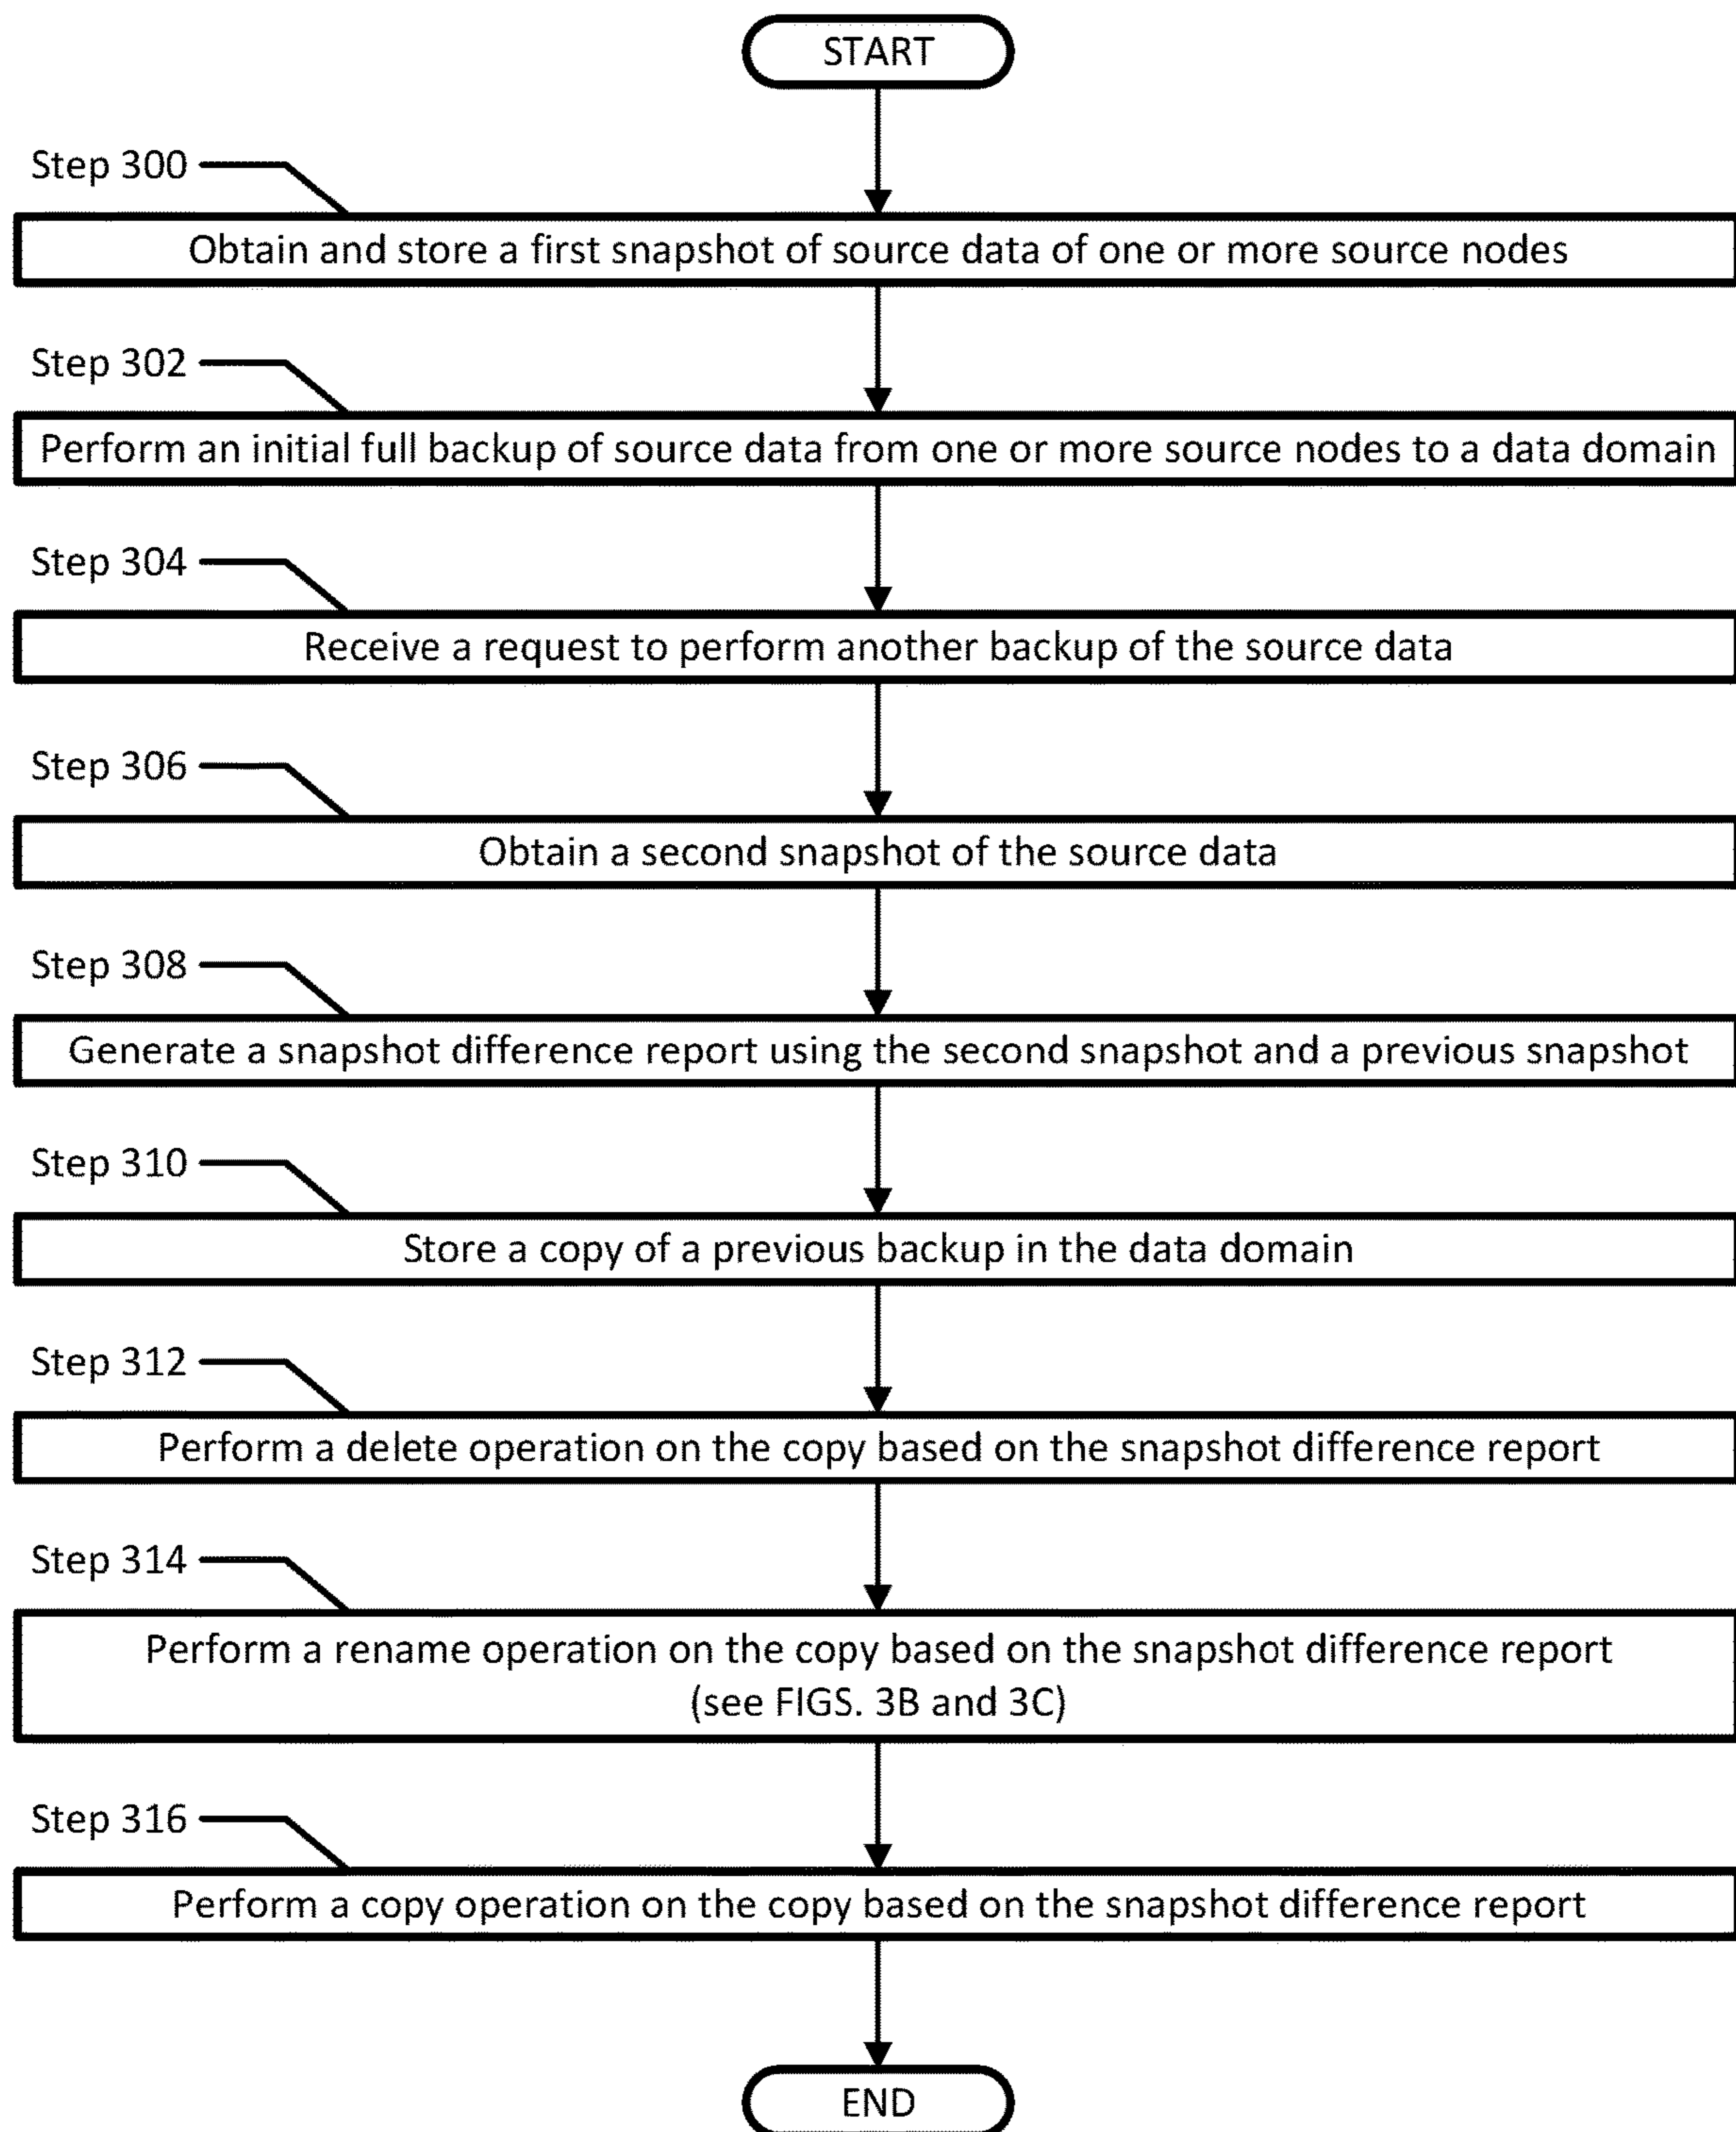 START
Step 300
Obtain and store a first snapshot of source data of one or more source nodes
Step 302
Perform an initial full backup of source data from one or more source nodes to a data domain
Step 304
Receive a request to perform another backup of the source data
Step 306
Obtain a second snapshot of the source data
Step 308
Generate a snapshot difference report using the second snapshot and a previous snapshot
Step 310
Store a copy of a previous backup in the data domain
Step 312
Perform a delete operation on the copy based on the snapshot difference report
Step 314
Perform a rename operation on the copy based on the snapshot difference report
(see FIGS. 3B and 3C)
Step 316
Perform a copy operation on the copy based on the snapshot difference report
END